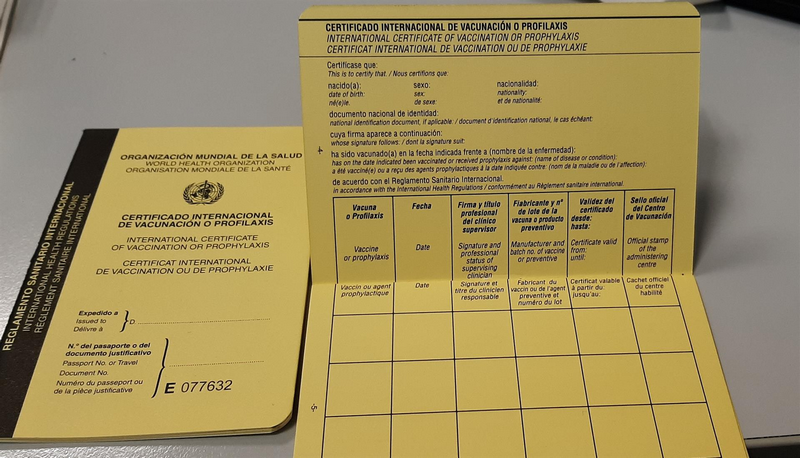 REGLAMENTO SANITARIO INTERNACIONAL
INTERNATIONAL HEALTH REGULATIONS
RÈGLEMENT SANITAIRE INTERNATIONAL
ORGANIZACIÓN MUNDIAL DE LA SALUD
WORLD HEALTH ORGANIZATION
ORGANISATION MONDIALE DE LA SANTÉ
CERTIFICADO INTERNACIONAL
DE VACUNACIÓN O PROFILAXIS
INTERNATIONAL CERTIFICATE
OF VACCINATION OR PROPHYLAXIS
CERTIFICAT INTERNATIONAL
DE VACCINATION OU DE PROPHYLAXIE
Expedido a
Issued to
Délivré à
D
N.º del pasaporte o del
documento justificativo
Passport No. or Travel
Document No.
Numéro du passeport ou
de la pièce justificative
E 077632
CERTIFICADO INTERNACIONAL DE VACUNACIÓN O PROFILAXIS
INTERNATIONAL CERTIFICATE OF VACCINATION OR PROPHYLAXIS
CERTIFICAT INTERNATIONAL DE VACCINATION OU DE PROPHYLAXIE
Certifícase que:
This is to certify that. / Nous certifions que:
nacido(a): sexo: nacionalidad:
date of birth: sex: nationality:
né(e)le. de sexe: et de nationalité:
documento nacional de identidad:
national identification document, if aplicable: / document d'identification national, le cas échéant:
cuya firma aparece a continuación:
whose signature follows: / dont la signature suit:
ha sido vacunado(a) en la fecha indicada frente a (nombre de la enfermedad):
has on the date indicated been vaccinated or received prophylaxis against: (name of disease or condition):
a été vacciné(e) ou a reçu des agents prophylactiques à la date indiquée contre: (nom de la maladie ou de l'affection):
de acuerdo con el Reglamento Sanitario Internacional.
in accordance with the International Health Regulations / conformément au Règlement sanitaire international.
Vacuna
o Profilaxis
Vaccine
or prophylaxis
Vaccin ou agent
prophylactique
Fecha
Date
Date
Firma y título
profesional
del clínico
supervisor
Signature and
professional
status of
supervising
clinician
Signature et
titre du clinicien
responsable
Fiabricante y nº
de lote de la
vacuna o producto
preventivo
Manufacturer and
batch no. of vaccine
or preventive
Fabricant du
vaccin ou de l'agent
preventive et
numéro du lot
Validez del
certificado
desde:
hasta:
Certificate valid
from:
until:
Certificat valable
à partir du:
jusqu'au:
Sello oficial
del Centro
de Vacunación
Official stamp of
the administering
centre
Cachet officiel
du centre
habilité